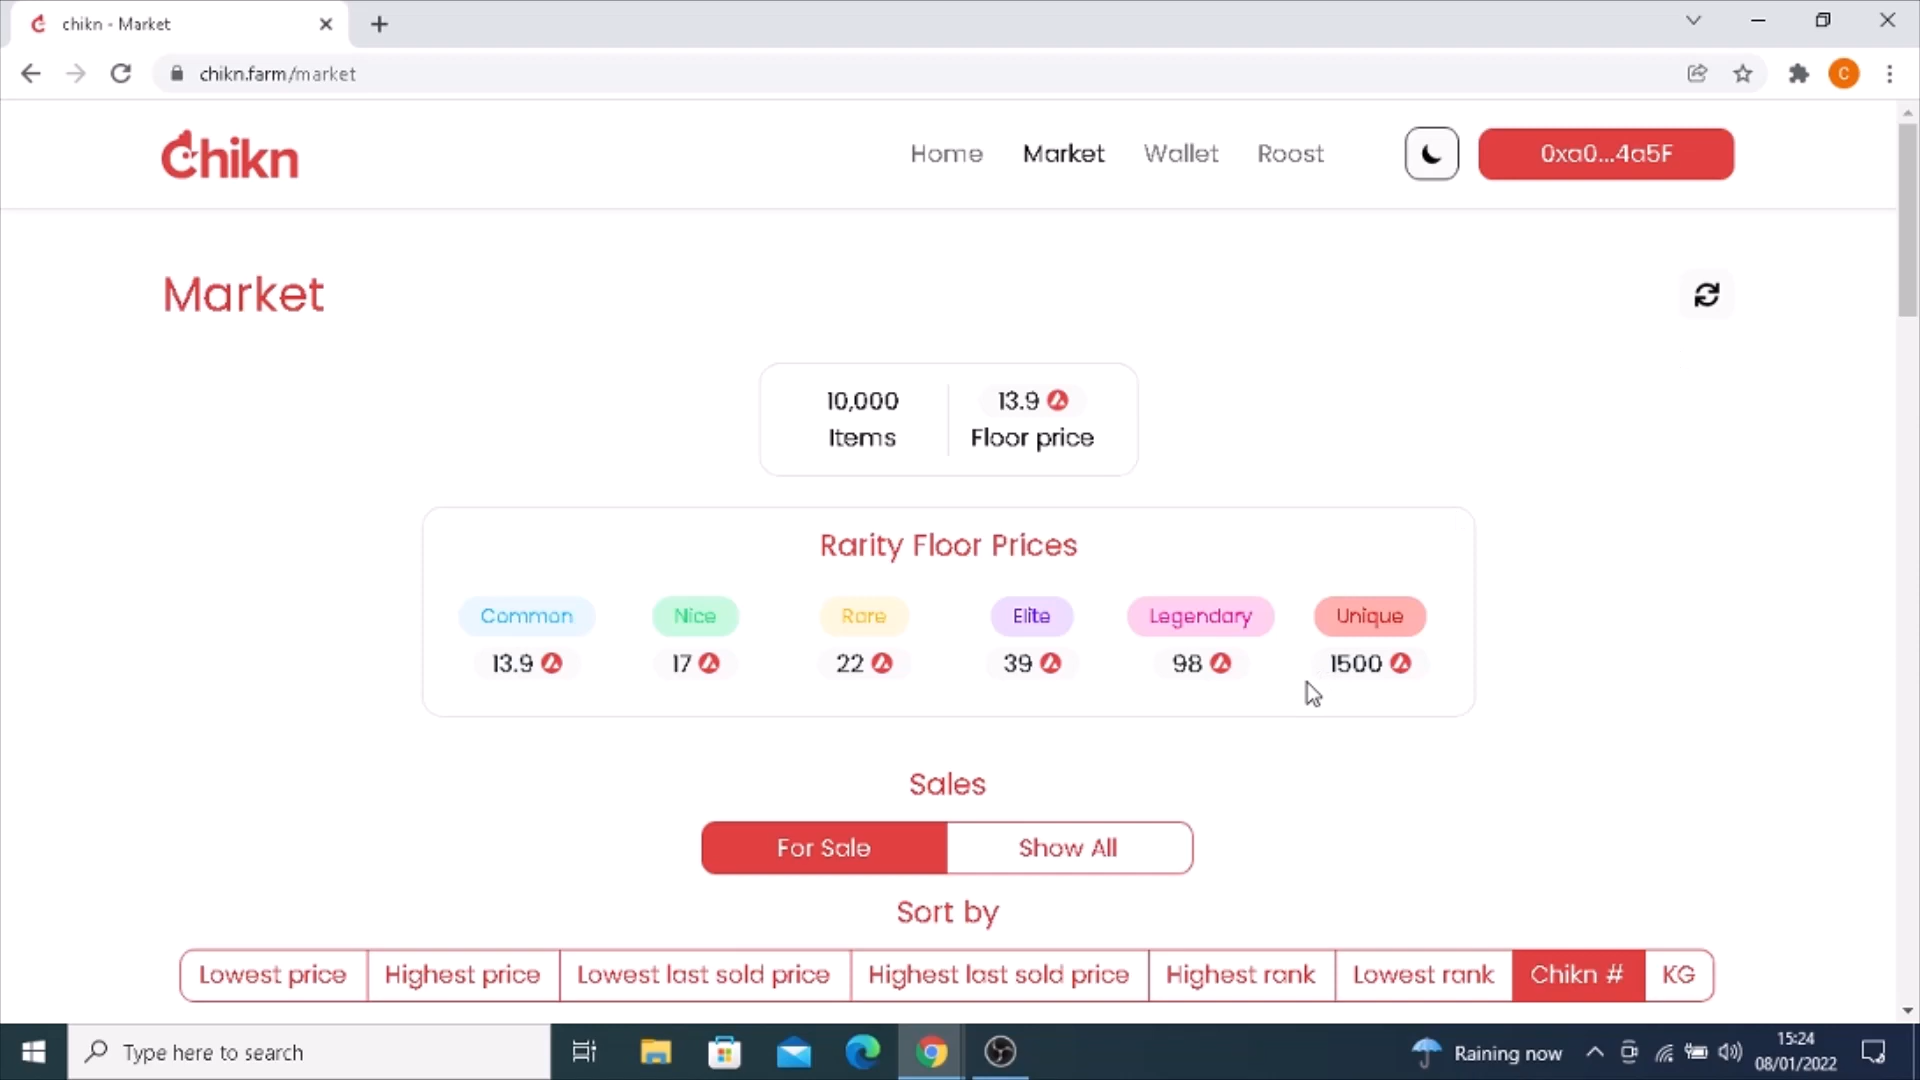 chikn - Market
chikn.farm/market
C
Chikn
Home Market Wallet Roost
0xa0...4a5F
Market
10,000
Items
13.9
Floor price
Rarity Floor Prices
Common Nice Rare Elite Legendary Unique
13.9 17 22 39 98 1500
Sales
For Sale Show All
Sort by
Lowest price Highest price Lowest last sold price Highest last sold price Highest rank Lowest rank Chikn # KG
Type here to search
Raining now
15:24
08/01/2022